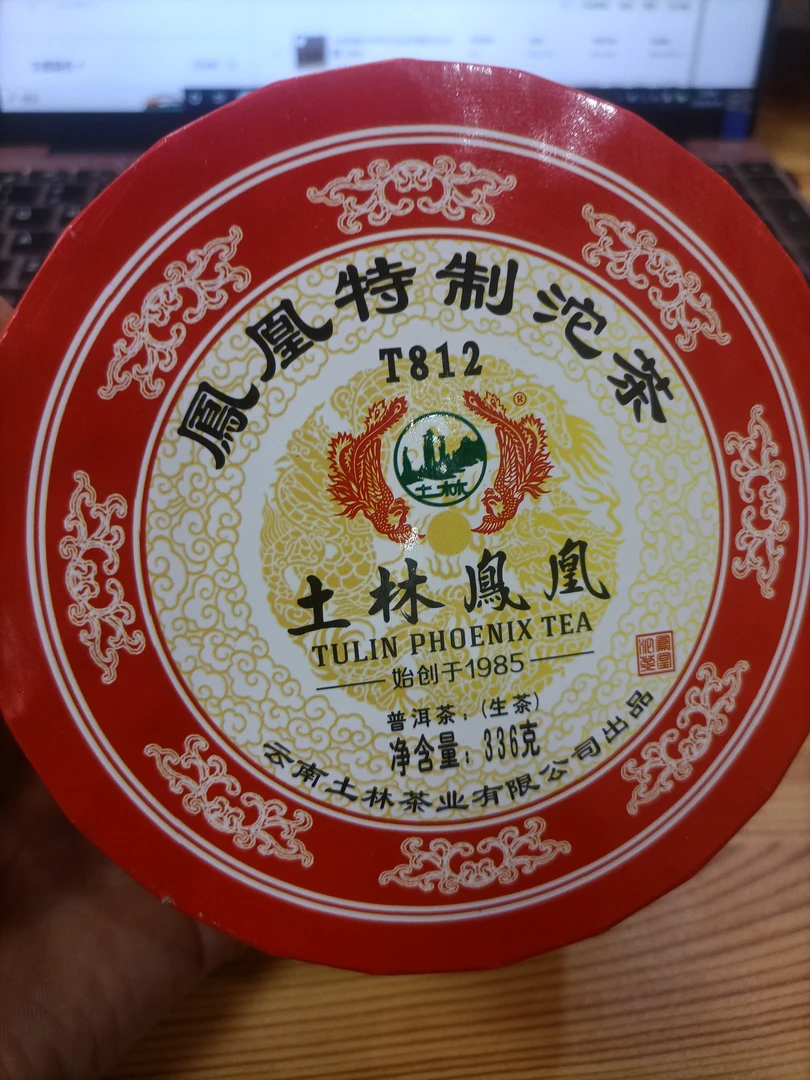 鳳凰特制沱茶
T812
®
土林
土林鳳凰
TULIN PHOENIX TEA
始创于1985
普洱茶：(生茶)
净含量：336克
云南土林茶业有限公司出品